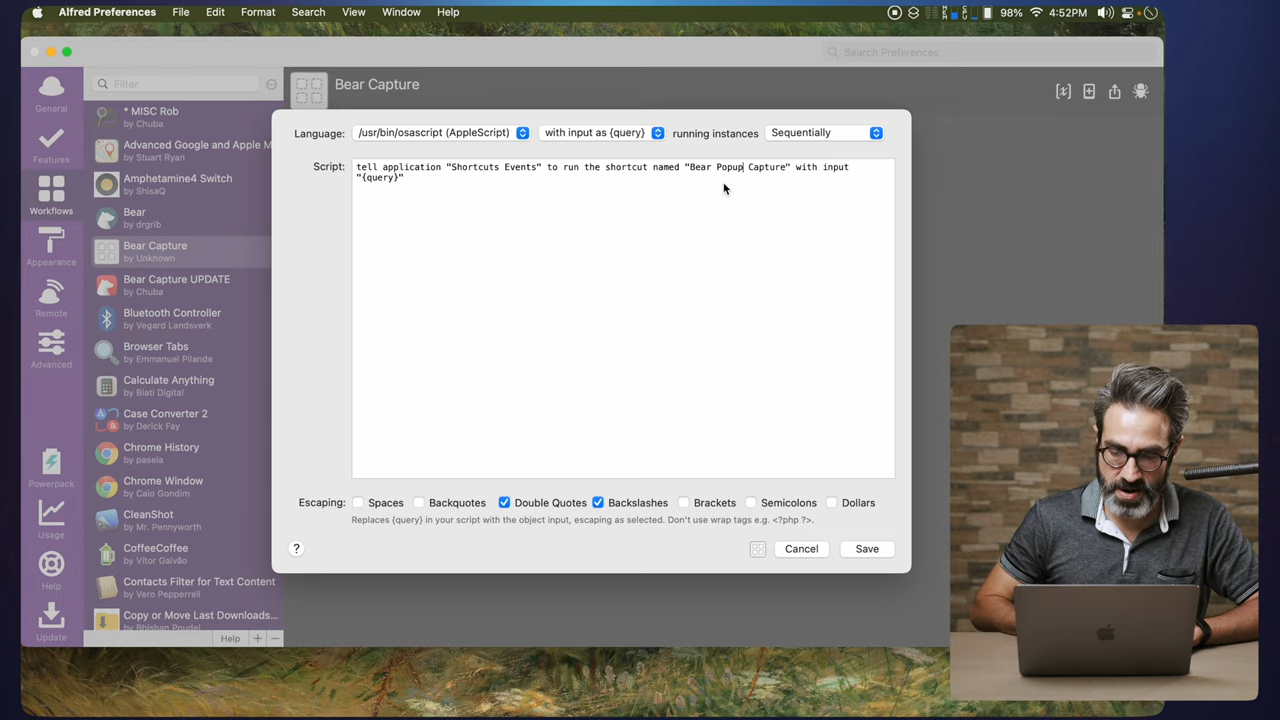 Alfred Preferences File Edit Format Search View Window Help
98% 4:52PM
Search Preferences
Filter
Bear Capture
General
Features
Workflows
Appearance
Remote
Advanced
Powerpack
Usage
Help
Update
* MISC Rob
by Chuba
Advanced Google and Apple M
by Stuart Ryan
Amphetamine4 Switch
by ShisaQ
Bear
by drgrib
Bear Capture
by Unknown
Bear Capture UPDATE
by Chuba
Bluetooth Controller
by Vegard Landsverk
Browser Tabs
by Emmanuel Pilande
Calculate Anything
by Biati Digital
Case Converter 2
by Derick Fay
Chrome History
by pasela
Chrome Window
by Caio Gondim
CleanShot
by Mr. Pennyworth
CoffeeCoffee
by Vítor Galvão
Contacts Filter for Text Content
by Vero Pepperrell
Copy or Move Last Downloads...
by Bhishan Poudel
Help + −
Language: /usr/bin/osascript (AppleScript) with input as {query} running instances Sequentially
Script: tell application "Shortcuts Events" to run the shortcut named "Bear Popup Capture" with input
"{query}"
Escaping: Spaces Backquotes Double Quotes Backslashes Brackets Semicolons Dollars
Replaces {query} in your script with the object input, escaping as selected. Don't use wrap tags e.g. <?php ?>.
? Cancel Save